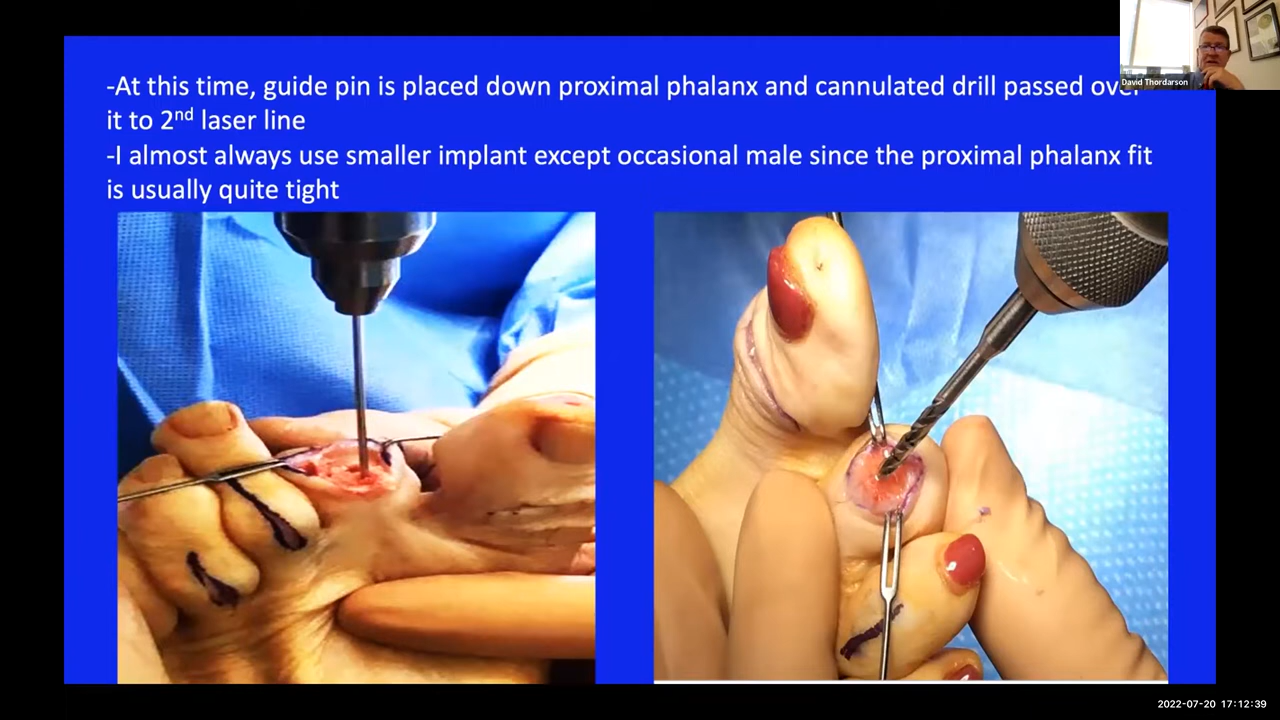 David Thordarson
-At this time, guide pin is placed down proximal phalanx and cannulated drill passed over
it to 2nd laser line
-I almost always use smaller implant except occasional male since the proximal phalanx fit
is usually quite tight
2022-07-20 17:12:39